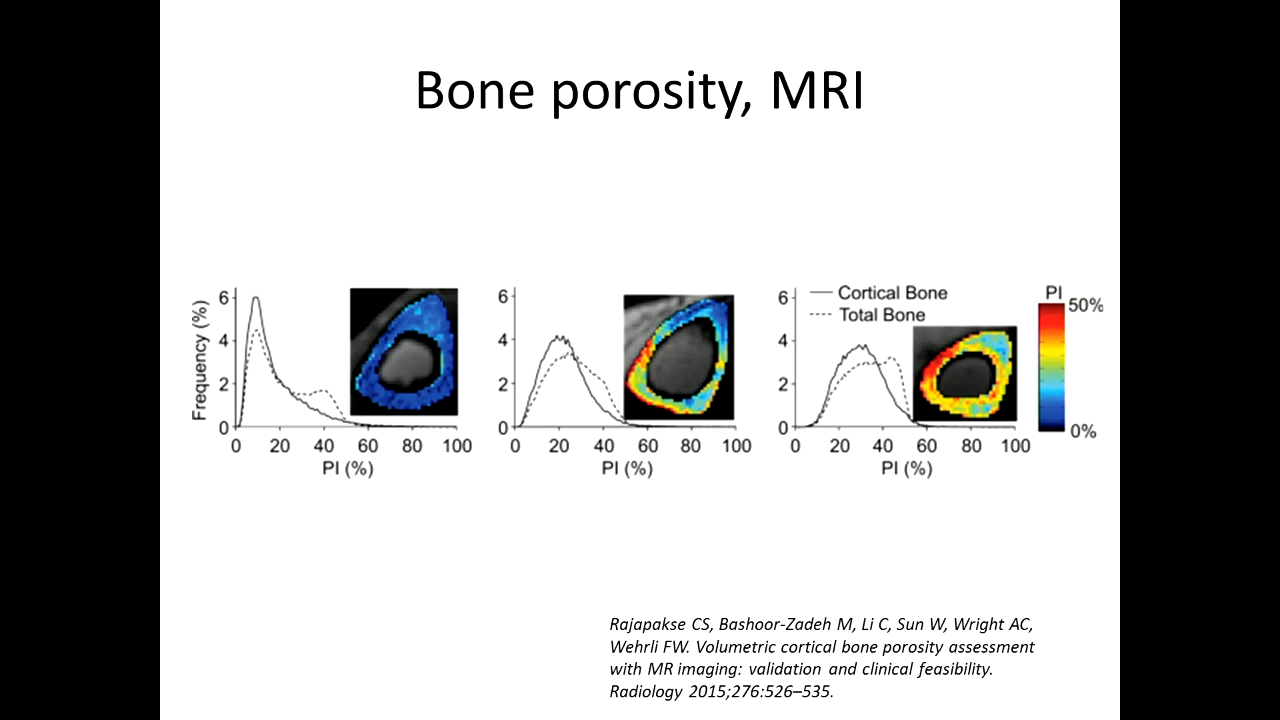 Bone porosity, MRI
Frequency (%)
6
4
2
0
0 20 40 60 80 100
PI (%)
6
4
2
0
0 20 40 60 80 100
PI (%)
6
4
2
0
0 20 40 60 80 100
PI (%)
Cortical Bone
Total Bone
PI
50%
0%
Rajapakse CS, Bashoor-Zadeh M, Li C, Sun W, Wright AC,
Wehrli FW. Volumetric cortical bone porosity assessment
with MR imaging: validation and clinical feasibility.
Radiology 2015;276:526–535.